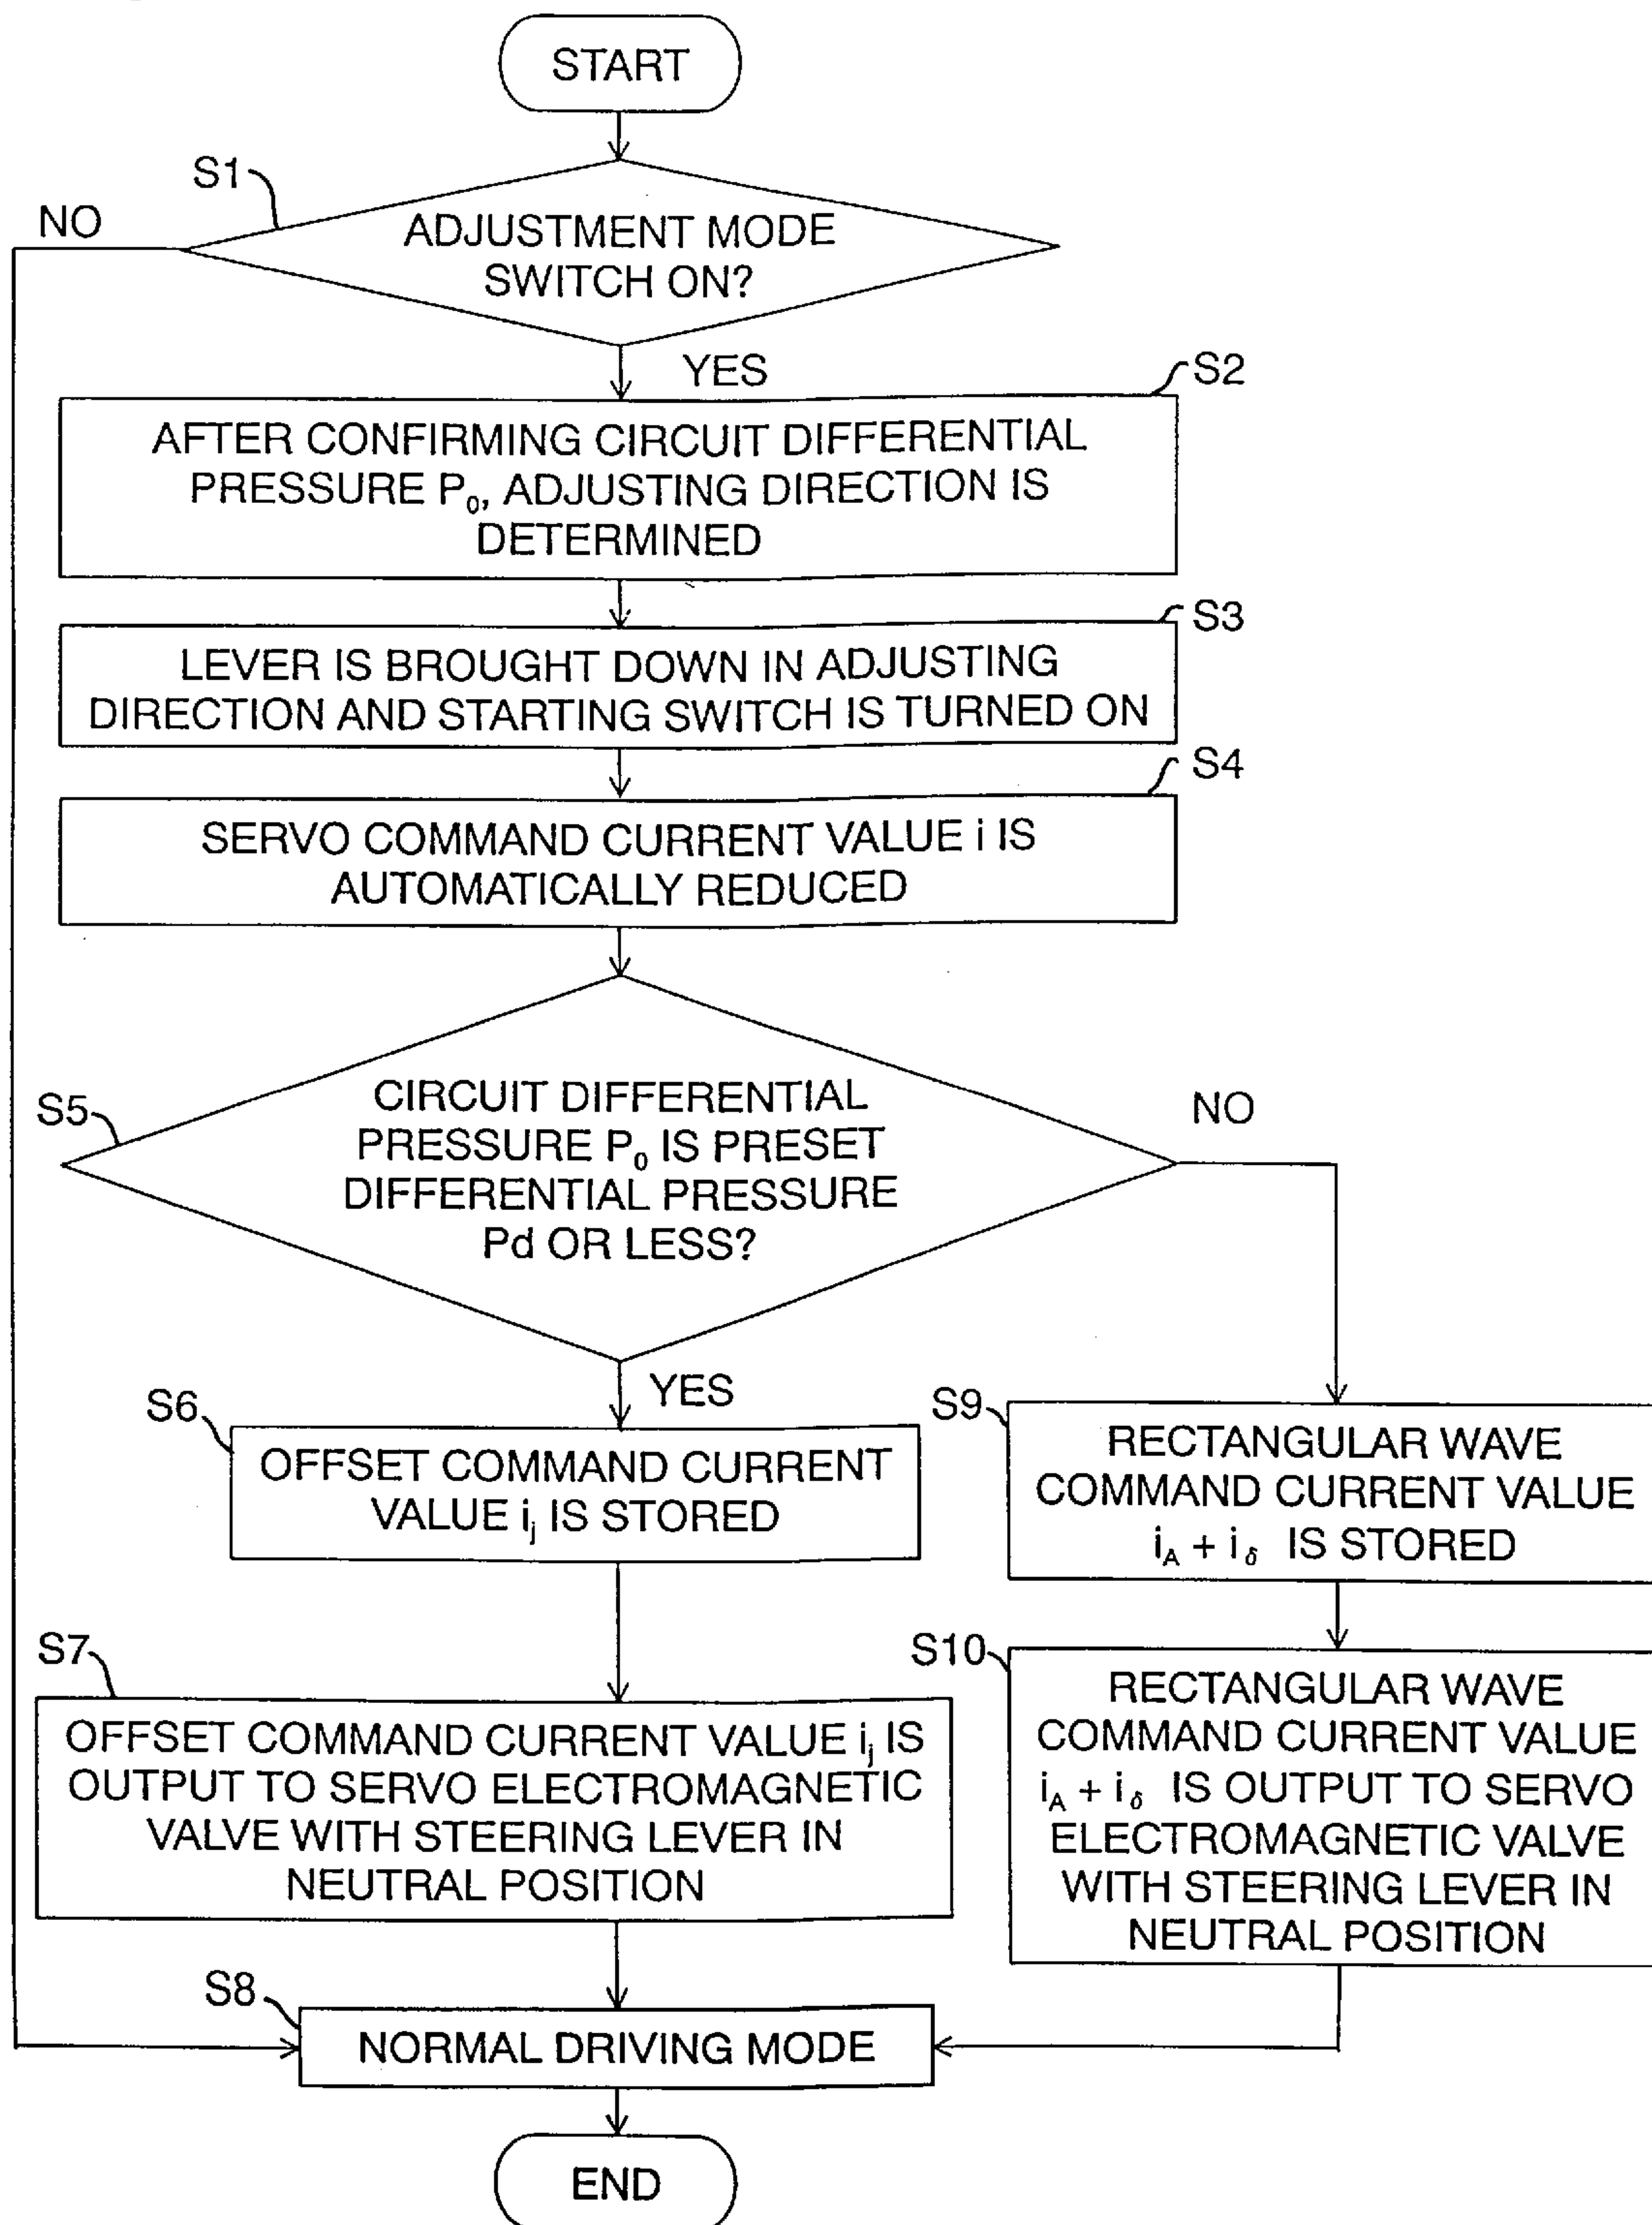 START
S1
NO
ADJUSTMENT MODE
SWITCH ON?
YES
S2
AFTER CONFIRMING CIRCUIT DIFFERENTIAL
PRESSURE P₀, ADJUSTING DIRECTION IS
DETERMINED
S3
LEVER IS BROUGHT DOWN IN ADJUSTING
DIRECTION AND STARTING SWITCH IS TURNED ON
S4
SERVO COMMAND CURRENT VALUE i IS
AUTOMATICALLY REDUCED
S5
CIRCUIT DIFFERENTIAL
PRESSURE P₀ IS PRESET
DIFFERENTIAL PRESSURE
Pd OR LESS?
NO
YES
S6
OFFSET COMMAND CURRENT
VALUE iⱼ IS STORED
S9
RECTANGULAR WAVE
COMMAND CURRENT VALUE
i_A + i_δ IS STORED
S7
OFFSET COMMAND CURRENT VALUE iⱼ IS
OUTPUT TO SERVO ELECTROMAGNETIC
VALVE WITH STEERING LEVER IN
NEUTRAL POSITION
S10
RECTANGULAR WAVE
COMMAND CURRENT VALUE
i_A + i_δ IS OUTPUT TO SERVO
ELECTROMAGNETIC VALVE
WITH STEERING LEVER IN
NEUTRAL POSITION
S8
NORMAL DRIVING MODE
END